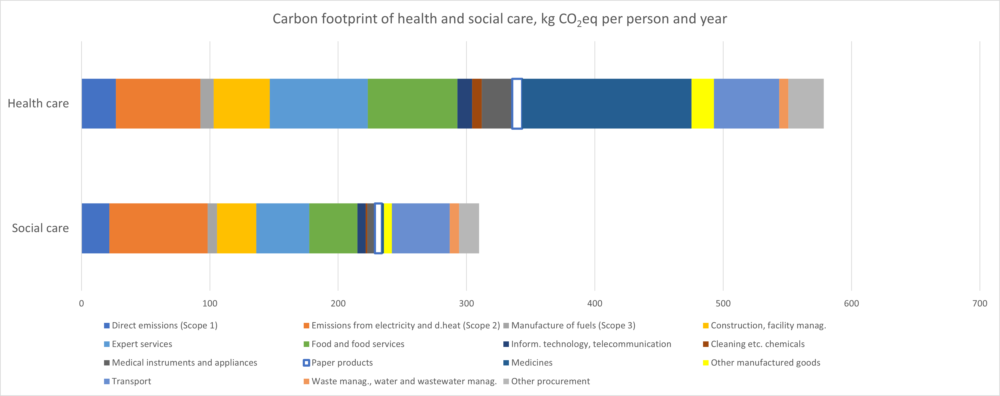 Carbon footprint of health and social care, kg CO₂eq per person and year
Health care
Social care
0 100 200 300 400 500 600 700
Direct emissions (Scope 1) Emissions from electricity and d.heat (Scope 2) Manufacture of fuels (Scope 3) Construction, facility manag.
Expert services Food and food services Inform. technology, telecommunication Cleaning etc. chemicals
Medical instruments and appliances Paper products Medicines Other manufactured goods
Transport Waste manag., water and wastewater manag. Other procurement